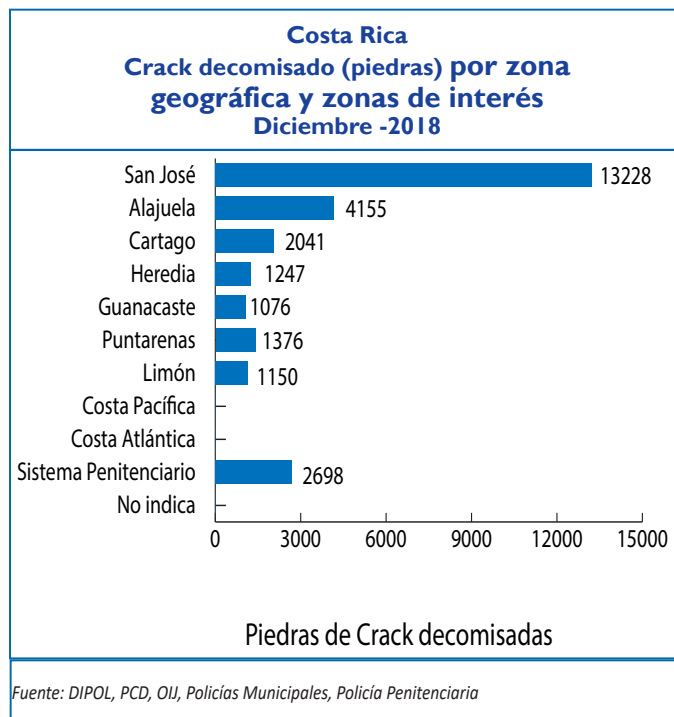 Costa Rica
Crack decomisado (piedras) por zona
geográfica y zonas de interés
Diciembre -2018
San José 13228
Alajuela 4155
Cartago 2041
Heredia 1247
Guanacaste 1076
Puntarenas 1376
Limón 1150
Costa Pacífica
Costa Atlántica
Sistema Penitenciario 2698
No indica
0 3000 6000 9000 12000 15000
Piedras de Crack decomisadas
Fuente: DIPOL, PCD, OIJ, Policías Municipales, Policía Penitenciaria